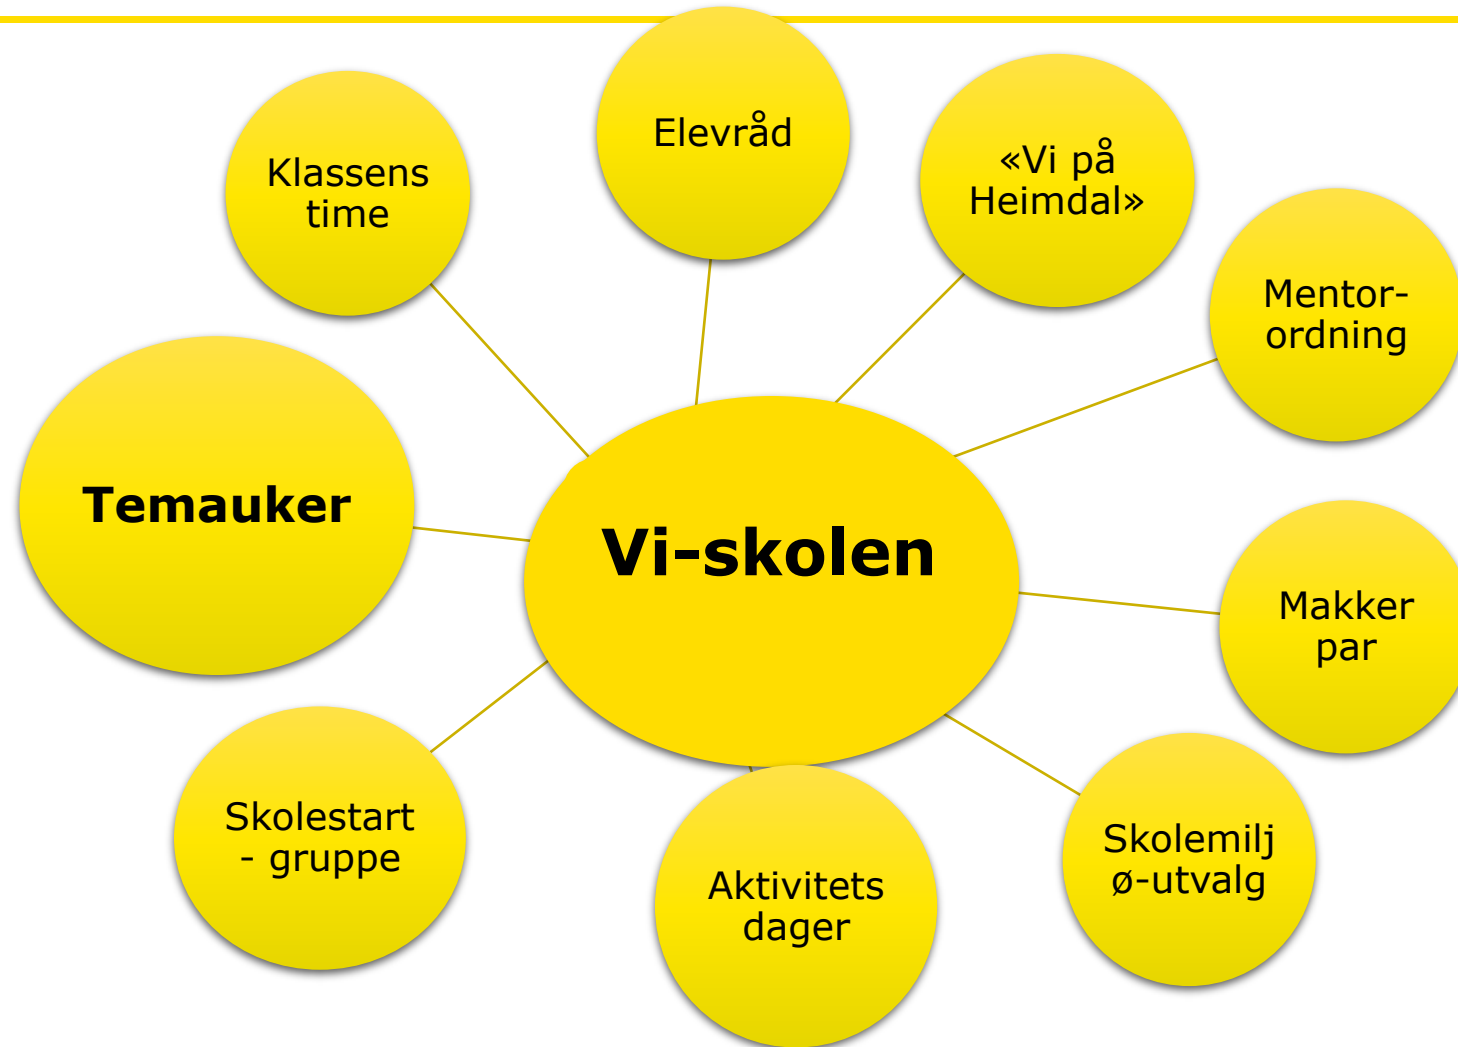 Elevråd
Klassens
time
«Vi på
Heimdal»
Mentor-
ordning
Temauker
Vi-skolen
Makker
par
Skolestart
- gruppe
Aktivitets
dager
Skolemilj
ø-utvalg